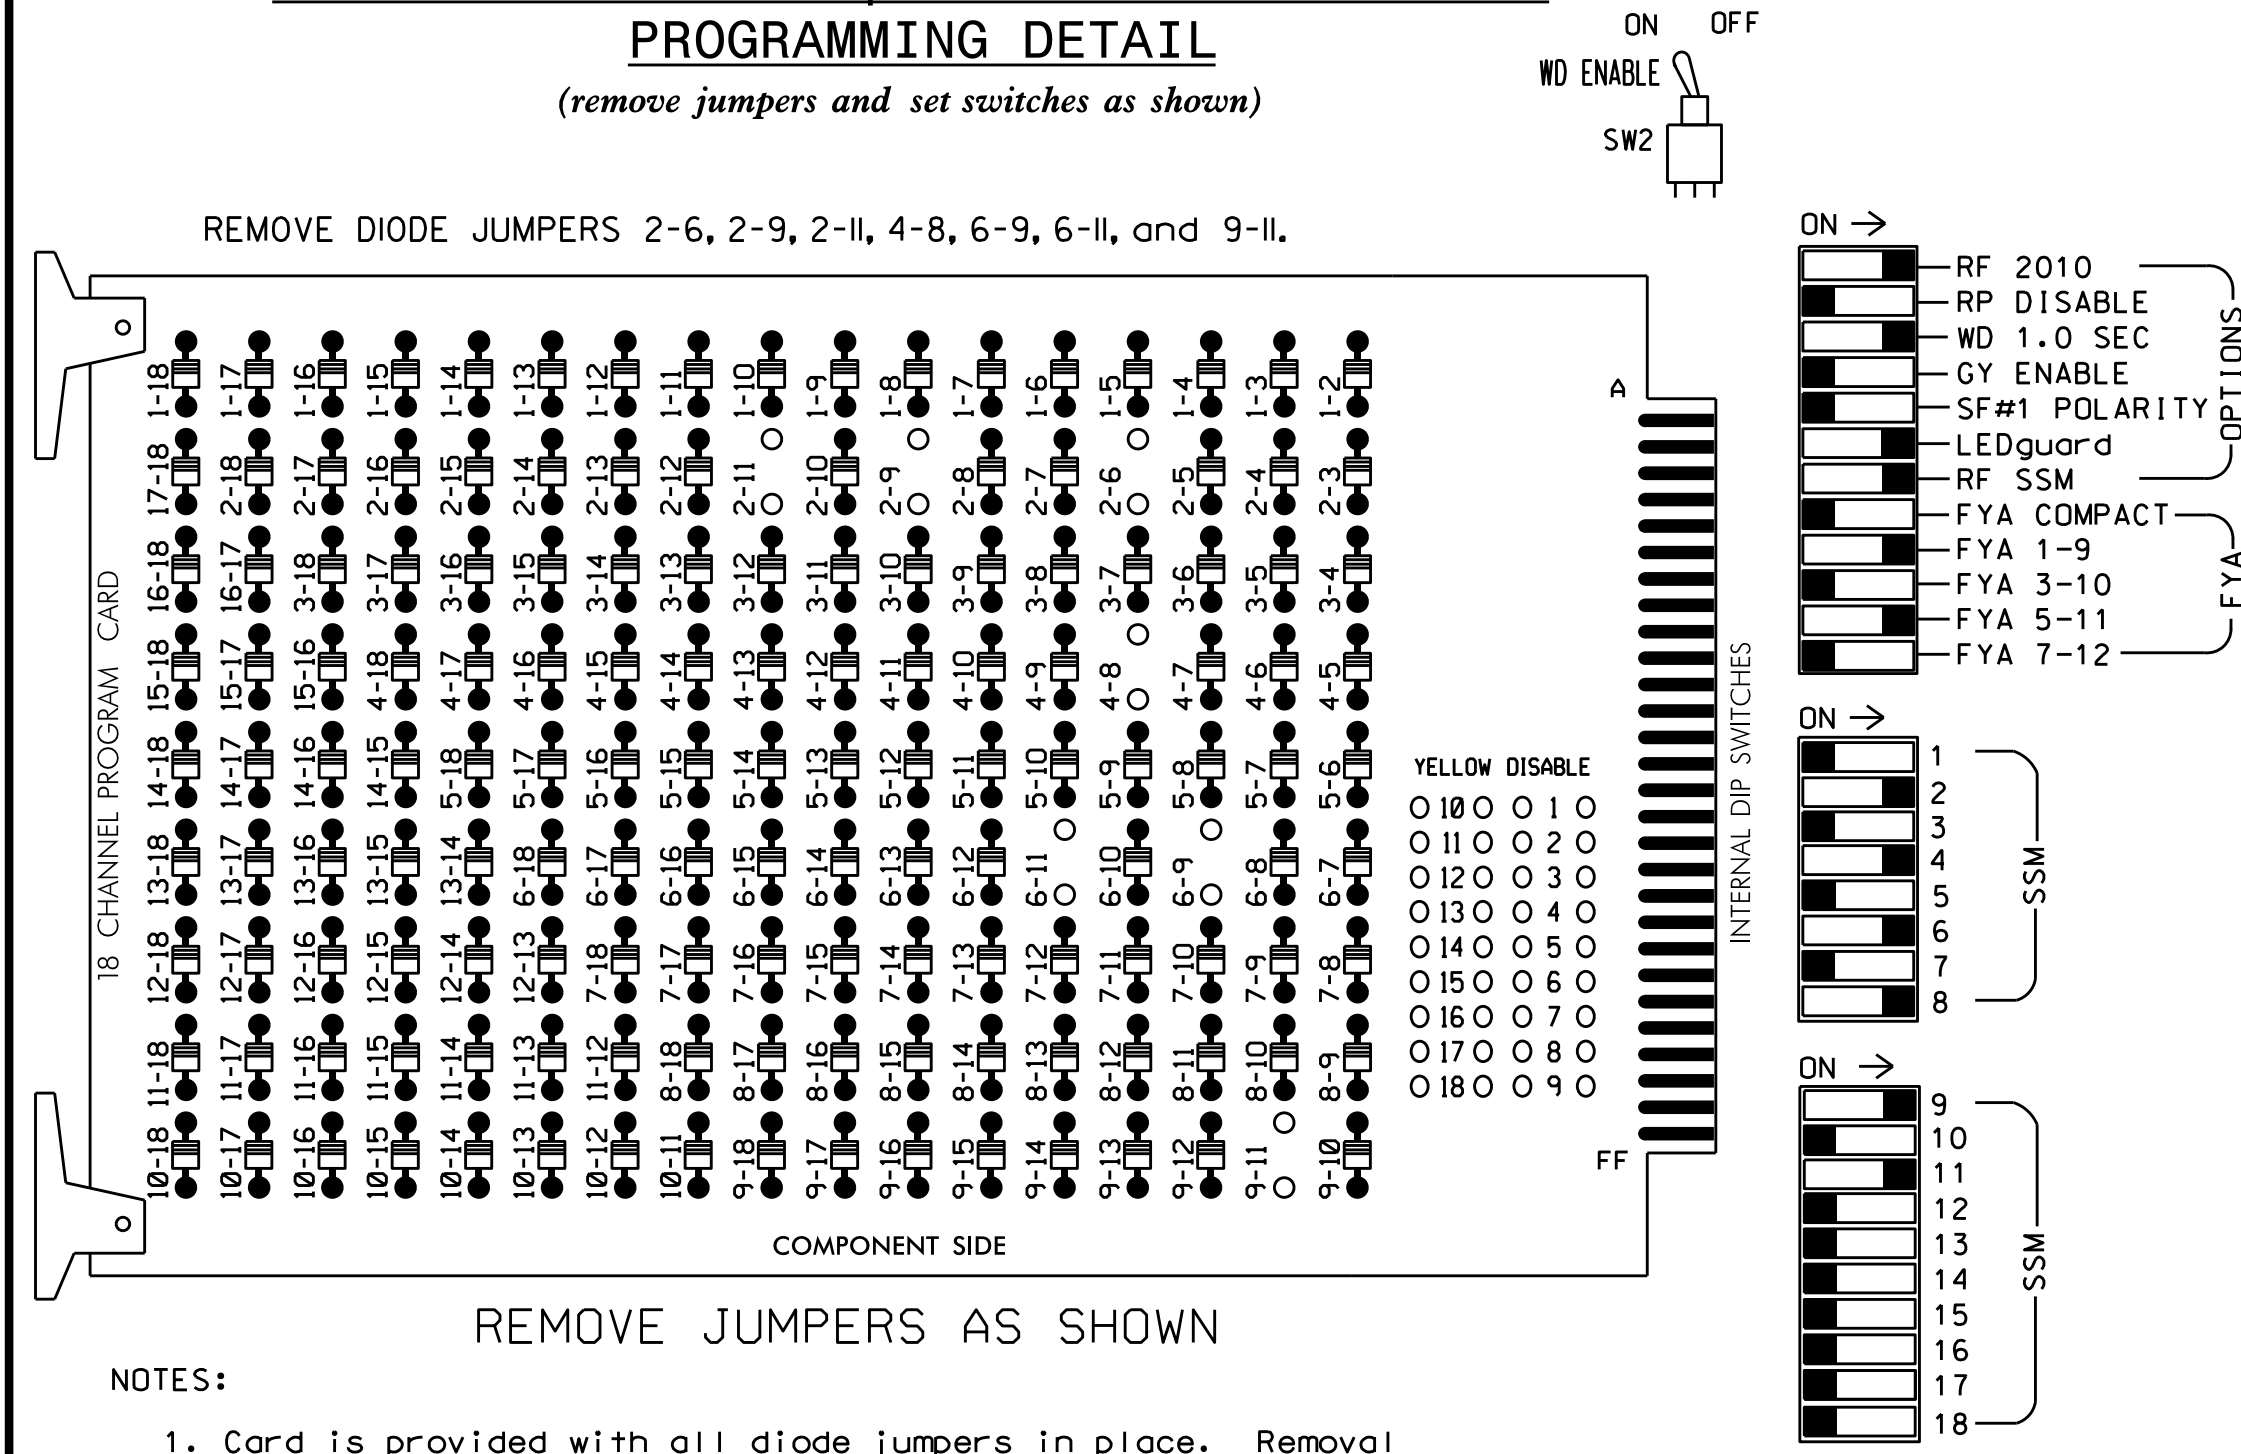 PROGRAMMING DETAIL
(remove jumpers and set switches as shown)
ON OFF
WD ENABLE
SW2
REMOVE DIODE JUMPERS 2-6, 2-9, 2-11, 4-8, 6-9, 6-11, and 9-11.
1-18 1-17 1-16 1-15 1-14 1-13 1-12 1-11 1-10 1-9 1-8 1-7 1-6 1-5 1-4 1-3 1-2
17-18 2-18 2-17 2-16 2-15 2-14 2-13 2-12 2-11 2-10 2-9 2-8 2-7 2-6 2-5 2-4 2-3
16-18 16-17 3-18 3-17 3-16 3-15 3-14 3-13 3-12 3-11 3-10 3-9 3-8 3-7 3-6 3-5 3-4
15-18 15-17 15-16 4-18 4-17 4-16 4-15 4-14 4-13 4-12 4-11 4-10 4-9 4-8 4-7 4-6 4-5
14-18 14-17 14-16 14-15 5-18 5-17 5-16 5-15 5-14 5-13 5-12 5-11 5-10 5-9 5-8 5-7 5-6
13-18 13-17 13-16 13-15 13-14 6-18 6-17 6-16 6-15 6-14 6-13 6-12 6-11 6-10 6-9 6-8 6-7
12-18 12-17 12-16 12-15 12-14 12-13 7-18 7-17 7-16 7-15 7-14 7-13 7-12 7-11 7-10 7-9 7-8
11-18 11-17 11-16 11-15 11-14 11-13 11-12 8-18 8-17 8-16 8-15 8-14 8-13 8-12 8-11 8-10 8-9
10-18 10-17 10-16 10-15 10-14 10-13 10-12 10-11 9-18 9-17 9-16 9-15 9-14 9-13 9-12 9-11 9-10
18 CHANNEL PROGRAM CARD
A
FF
YELLOW DISABLE
10 1
11 2
12 3
13 4
14 5
15 6
16 7
17 8
18 9
INTERNAL DIP SWITCHES
COMPONENT SIDE
ON →
RF 2010
RP DISABLE
WD 1.0 SEC
GY ENABLE
SF#1 POLARITY
LEDguard
RF SSM
OPTIONS
FYA COMPACT
FYA 1-9
FYA 3-10
FYA 5-11
FYA 7-12
FYA
ON →
1
2
3
4
5
6
7
8
SSM
ON →
9
10
11
12
13
14
15
16
17
18
SSM
REMOVE JUMPERS AS SHOWN
NOTES:
1. Card is provided with all diode jumpers in place. Removal